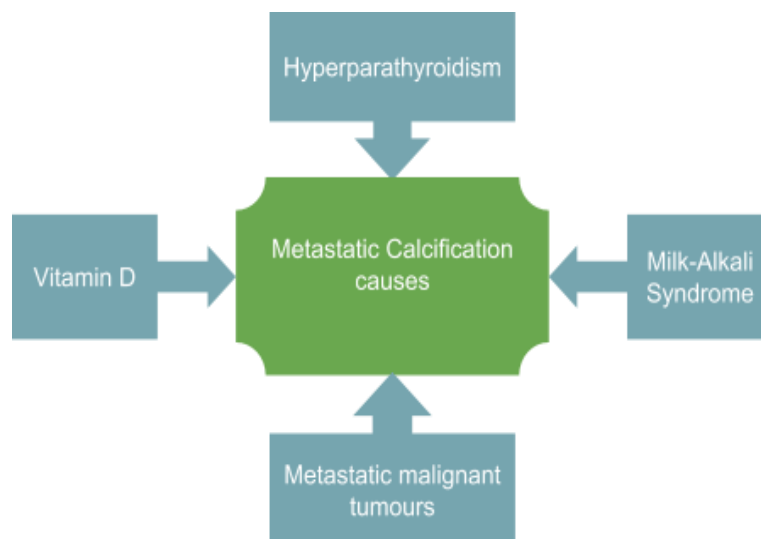 Hyperparathyroidism
Metastatic Calcification
causes
Vitamin D
Milk-Alkali
Syndrome
Metastatic malignant
tumours